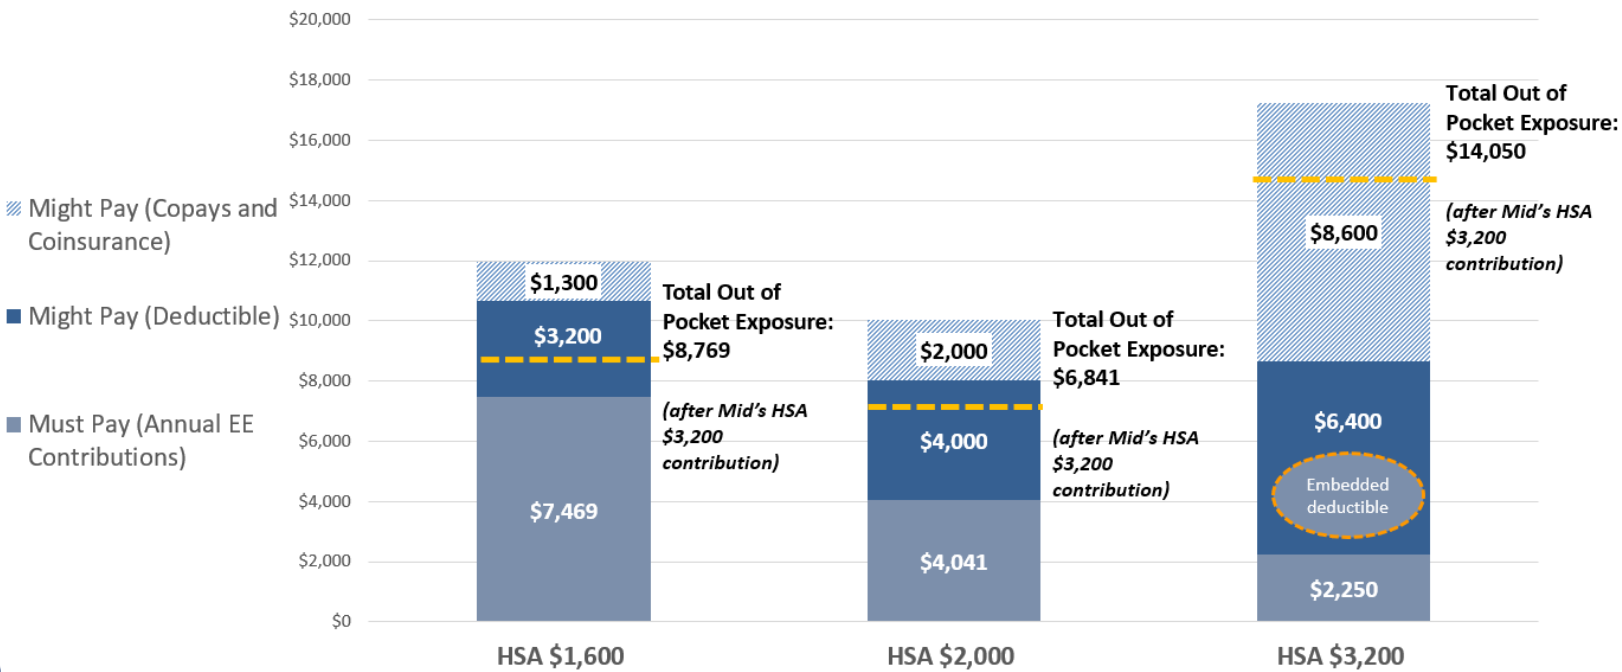 $20,000
$18,000
$16,000
$14,000
$12,000
$10,000
$8,000
$6,000
$4,000
$2,000
$0
Might Pay (Copays and
Coinsurance)
Might Pay (Deductible)
Must Pay (Annual EE
Contributions)
$1,300
$3,200
$7,469
Total Out of
Pocket Exposure:
$8,769
(after Mid's HSA
$3,200
contribution)
$2,000
$4,000
$4,041
Total Out of
Pocket Exposure:
$6,841
(after Mid's HSA
$3,200
contribution)
$8,600
$6,400
Embedded
deductible
$2,250
Total Out of
Pocket Exposure:
$14,050
(after Mid's HSA
$3,200
contribution)
HSA $1,600
HSA $2,000
HSA $3,200